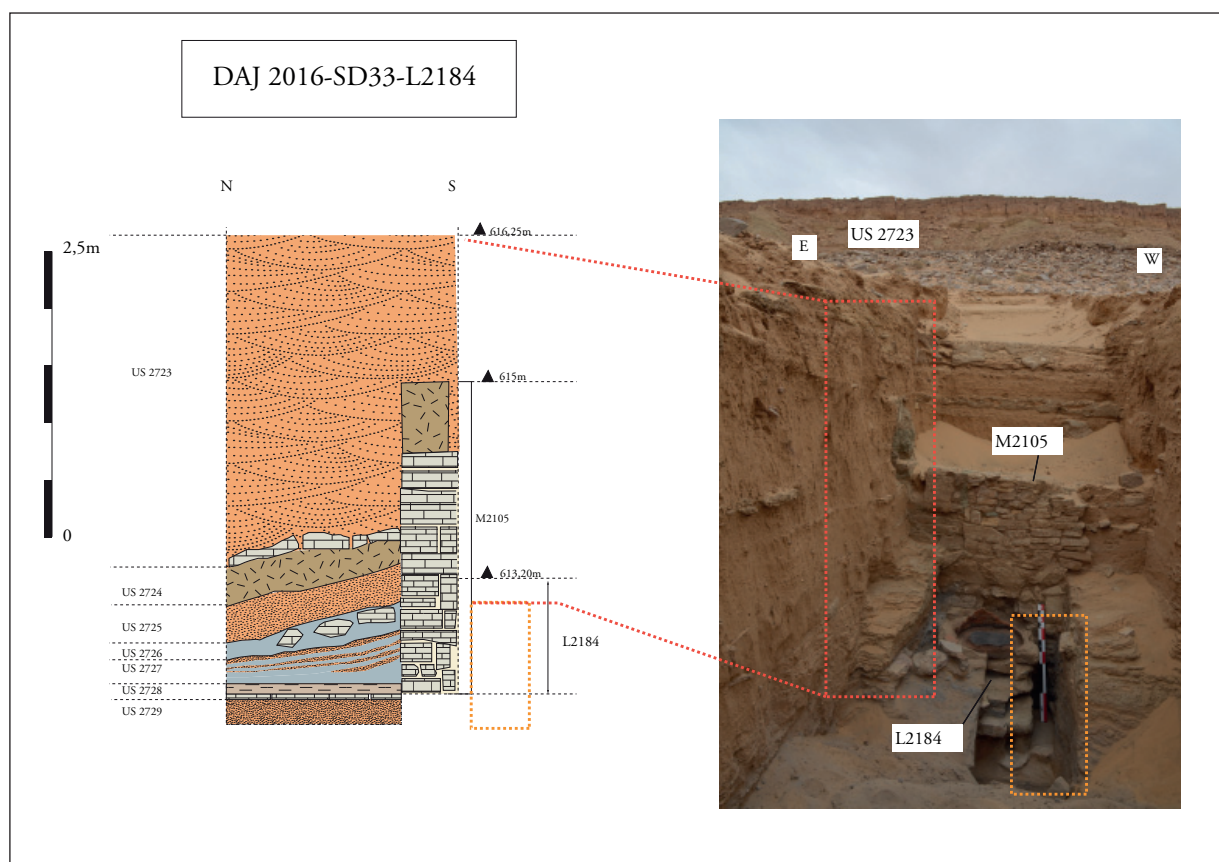 DAJ 2016-SD33-L2184
N
S
2,5m
0
616,25m
615m
613,20m
US 2723
US 2724
US 2725
US 2726
US 2727
US 2728
US 2729
M2105
L2184
US 2723
E
W
M2105
L2184